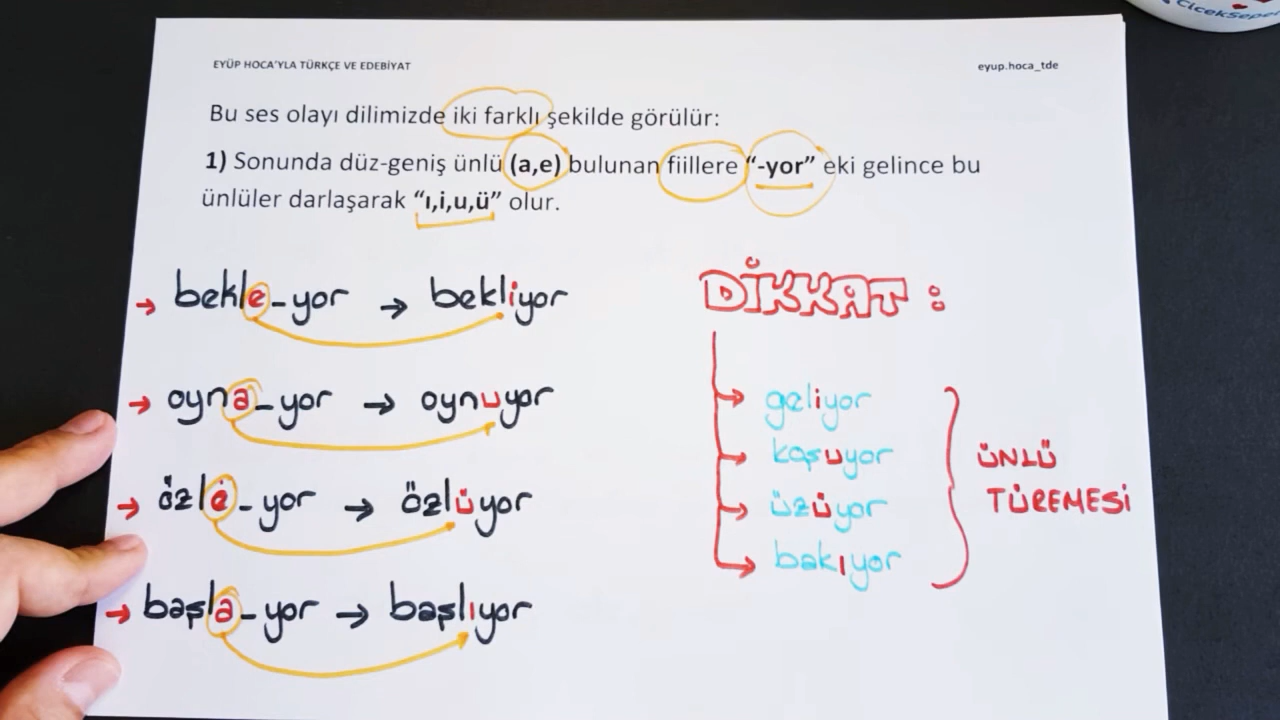 ÇiçekSepe
EYÜP HOCA'YLA TÜRKÇE VE EDEBİYAT
eyup.hoca_tde
Bu ses olayı dilimizde iki farklı şekilde görülür:
1) Sonunda düz-geniş ünlü (a,e) bulunan fiillere "-yor" eki gelince bu
ünlüler darlaşarak "ı,i,u,ü" olur.
→ bekle-yor → bekliyor
→ oyna-yor → oynuyor
→ özle-yor → özlüyor
→ başla-yor → başlıyor
DİKKAT :
→ geliyor
→ koşuyor
→ üzüyor
→ bakıyor
ÜNLÜ
TÜREMESİ